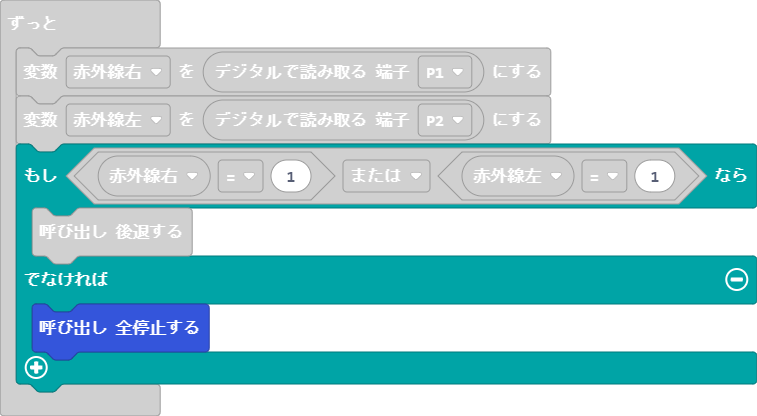 ずっと
変数 赤外線右 を デジタルで読み取る 端子 P1 にする
変数 赤外線左 を デジタルで読み取る 端子 P2 にする
もし 赤外線右 = 1 または 赤外線左 = 1 なら
呼び出し 後退する
でなければ
呼び出し 全停止する